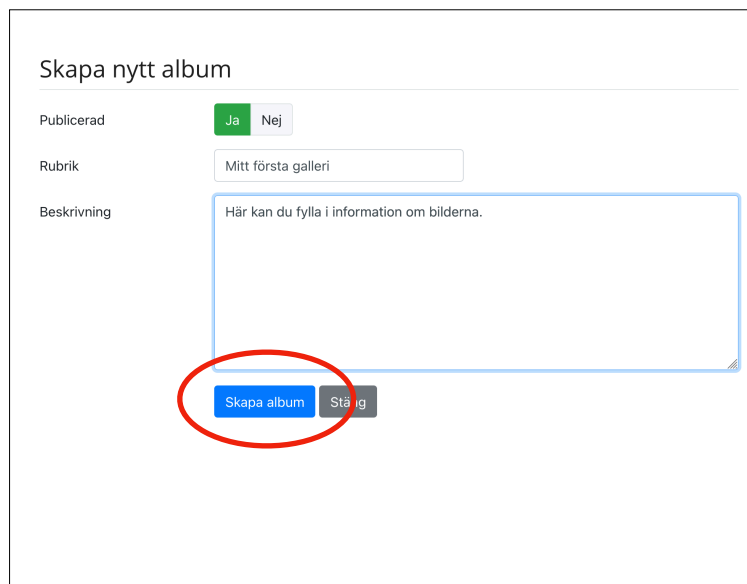 Skapa nytt album
Publicerad Ja Nej
Rubrik Mitt första galleri
Beskrivning Här kan du fylla i information om bilderna.
Skapa album Stäng